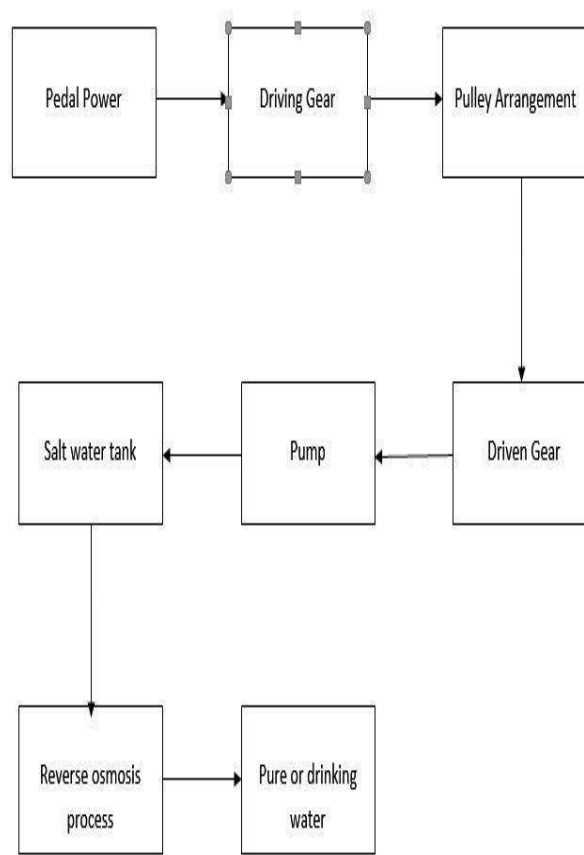 Pedal Power
Driving Gear
Pulley Arrangement
Salt water tank
Pump
Driven Gear
Reverse osmosis
process
Pure or drinking
water